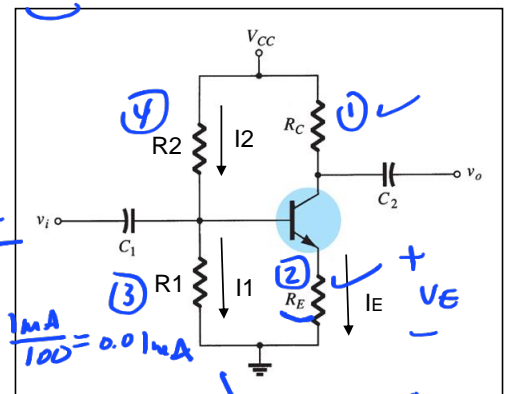 VCC
④
①
R2
I2
RC
vo
C2
vi
C1
③
R1
I1
②
RE
IE
+
VE
−
1mA/100 = 0.01mA